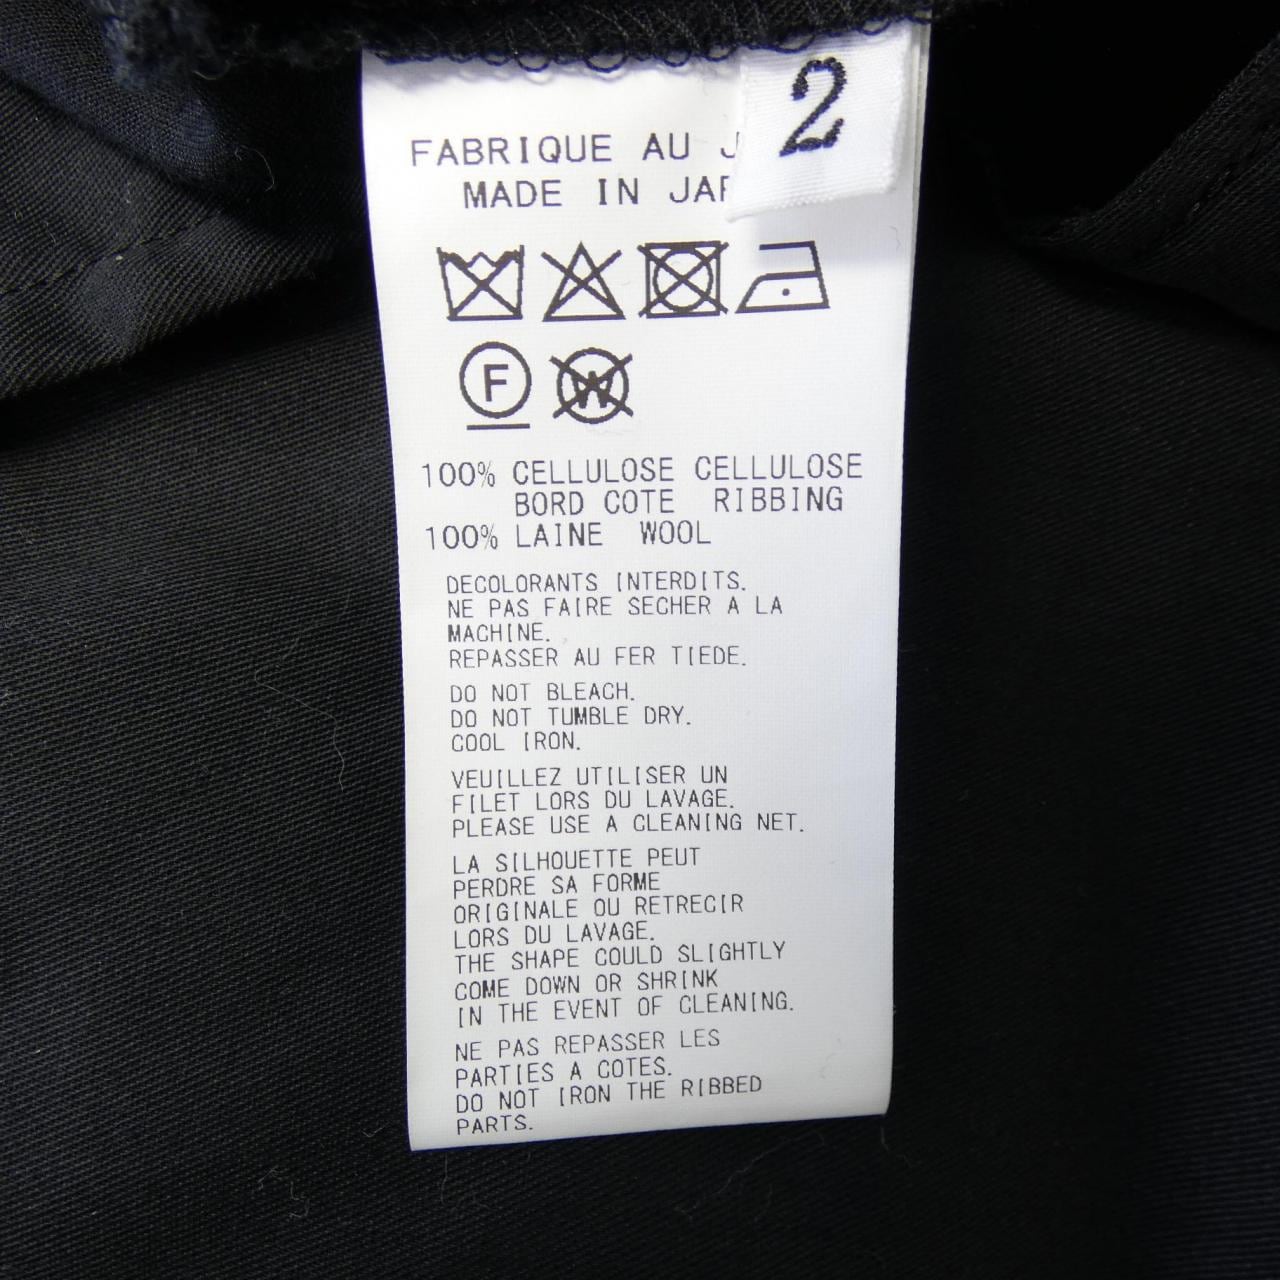 2
FABRIQUE AU
MADE IN
F
W
100% CELLULOSE CELLULOSE
BORD COTE RIBBING
100% LAINE WOOL
DECOLORANTS INTERDITS.
NE PAS FAIRE SECHER A LA
MACHINE.
REPASSER AU FER TIEDE.
DO NOT BLEACH.
DO NOT TUMBLE DRY.
COOL IRON.
VEUILLEZ UTILISER UN
FILET LORS DU LAVAGE.
PLEASE USE A CLEANING NET.
LA SILHOUETTE PEUT
PERDRE SA FORME
ORIGINALE OU RETRECIR
LORS DU LAVAGE.
THE SHAPE COULD SLIGHTLY
COME DOWN OR SHRINK
IN THE EVENT OF CLEANING.
NE PAS REPASSER LES
PARTIES A COTES.
DO NOT IRON THE RIBBED
PARTS.